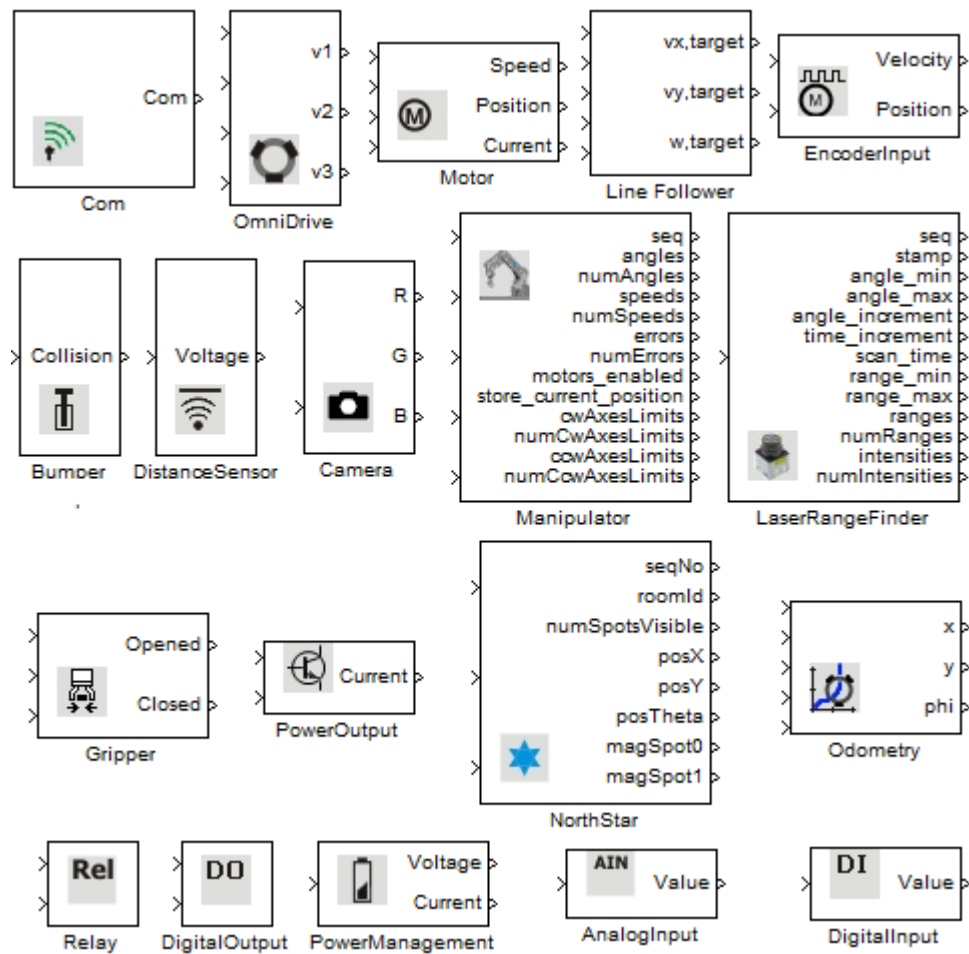 Com
Com
v1
v2
v3
OmniDrive
M
Speed
Position
Current
Motor
vx,target
vy,target
w,target
Line Follower
M
Velocity
Position
EncoderInput
Collision
Bumper
Voltage
DistanceSensor
R
G
B
Camera
seq
angles
numAngles
speeds
numSpeeds
errors
numErrors
motors_enabled
store_current_position
cwAxesLimits
numCwAxesLimits
ccwAxesLimits
numCcwAxesLimits
Manipulator
seq
stamp
angle_min
angle_max
angle_increment
time_increment
scan_time
range_min
range_max
ranges
numRanges
intensities
numIntensities
LaserRangeFinder
Opened
Closed
Gripper
Current
PowerOutput
seqNo
roomId
numSpotsVisible
posX
posY
posTheta
magSpot0
magSpot1
NorthStar
x
y
phi
Odometry
Rel
Relay
DO
DigitalOutput
Voltage
Current
PowerManagement
AIN
Value
AnalogInput
DI
Value
DigitalInput